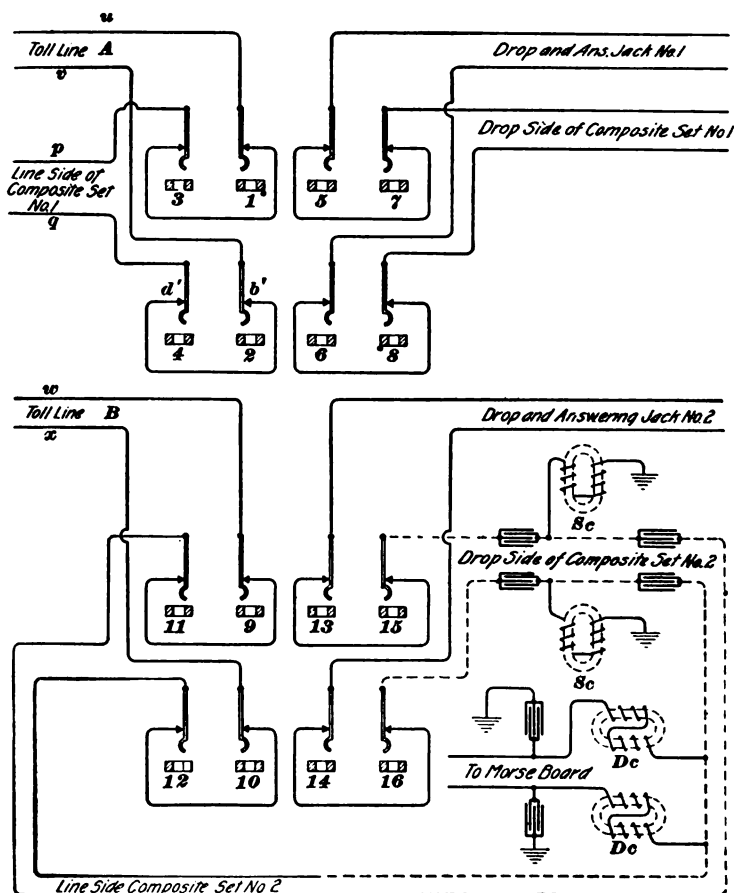 u
Toll Line A
v
Drop and Ans. Jack No.1
p
Drop Side of Composite Set No1
Line Side of
Composite Set
No.1
q
3 1 5 7
d' b'
4 2 6 8
w
Toll Line B
x
Drop and Answering Jack No.2
Sc
Drop Side of Composite Set No.2
11 9 13 15
Sc
Dc
To Morse Board
12 10 14 16
Dc
Line Side Composite Set No 2